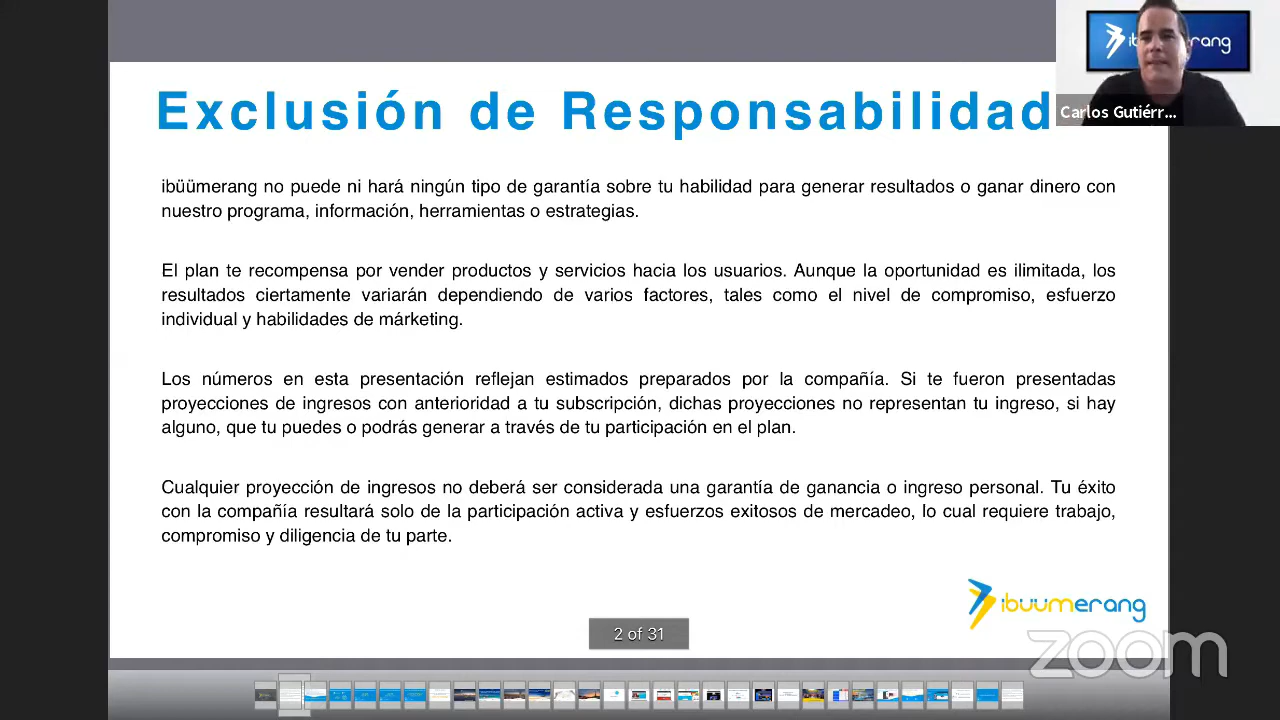 ibüümerang
Exclusión de Responsabilidad
Carlos Gutiérr...
ibüümerang no puede ni hará ningún tipo de garantía sobre tu habilidad para generar resultados o ganar dinero con
nuestro programa, información, herramientas o estrategias.
El plan te recompensa por vender productos y servicios hacia los usuarios. Aunque la oportunidad es ilimitada, los
resultados ciertamente variarán dependiendo de varios factores, tales como el nivel de compromiso, esfuerzo
individual y habilidades de márketing.
Los números en esta presentación reflejan estimados preparados por la compañía. Si te fueron presentadas
proyecciones de ingresos con anterioridad a tu subscripción, dichas proyecciones no representan tu ingreso, si hay
alguno, que tu puedes o podrás generar a través de tu participación en el plan.
Cualquier proyección de ingresos no deberá ser considerada una garantía de ganancia o ingreso personal. Tu éxito
con la compañía resultará solo de la participación activa y esfuerzos exitosos de mercadeo, lo cual requiere trabajo,
compromiso y diligencia de tu parte.
ibüümerang
2 of 31
zoom